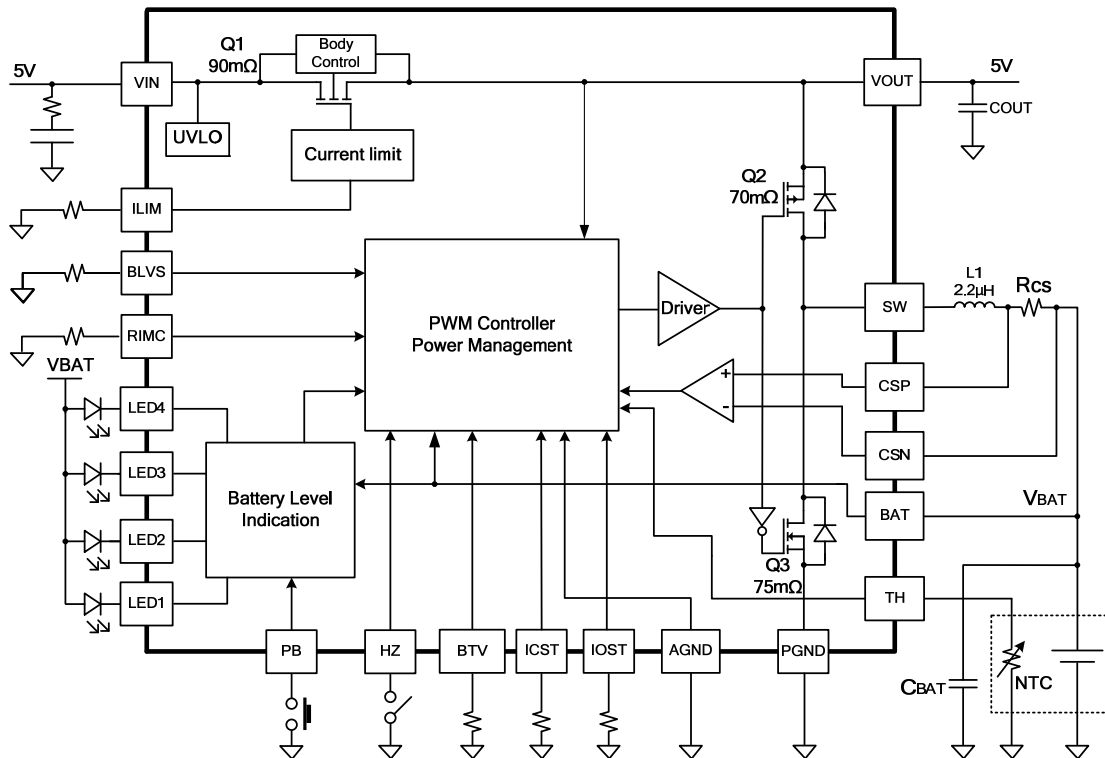 Q1
90mΩ
Body
Control
5V
VIN
VOUT
5V
COUT
UVLO
Current limit
ILIM
Q2
70mΩ
BLVS
L1
2.2µH
Rcs
SW
Driver
PWM Controller
Power Management
RIMC
VBAT
+
-
CSP
LED4
CSN
LED3
Battery Level
Indication
VBAT
BAT
LED2
Q3
75mΩ
LED1
TH
PB
HZ
BTV
ICST
IOST
AGND
PGND
CBAT
NTC